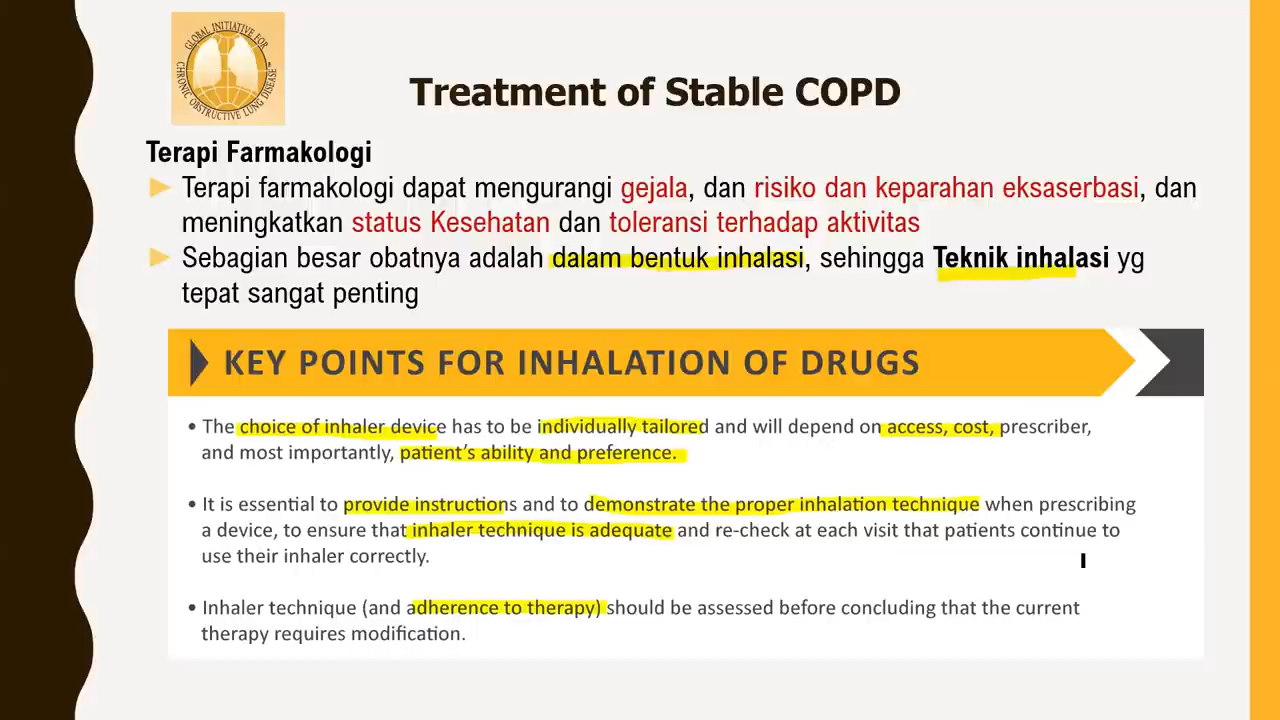 GLOBAL INITIATIVE FOR
CHRONIC OBSTRUCTIVE LUNG DISEASE
Treatment of Stable COPD
Terapi Farmakologi
Terapi farmakologi dapat mengurangi gejala, dan risiko dan keparahan eksaserbasi, dan
meningkatkan status Kesehatan dan toleransi terhadap aktivitas
Sebagian besar obatnya adalah dalam bentuk inhalasi, sehingga Teknik inhalasi yg
tepat sangat penting
KEY POINTS FOR INHALATION OF DRUGS
• The choice of inhaler device has to be individually tailored and will depend on access, cost, prescriber,
and most importantly, patient's ability and preference.
• It is essential to provide instructions and to demonstrate the proper inhalation technique when prescribing
a device, to ensure that inhaler technique is adequate and re-check at each visit that patients continue to
use their inhaler correctly.
• Inhaler technique (and adherence to therapy) should be assessed before concluding that the current
therapy requires modification.